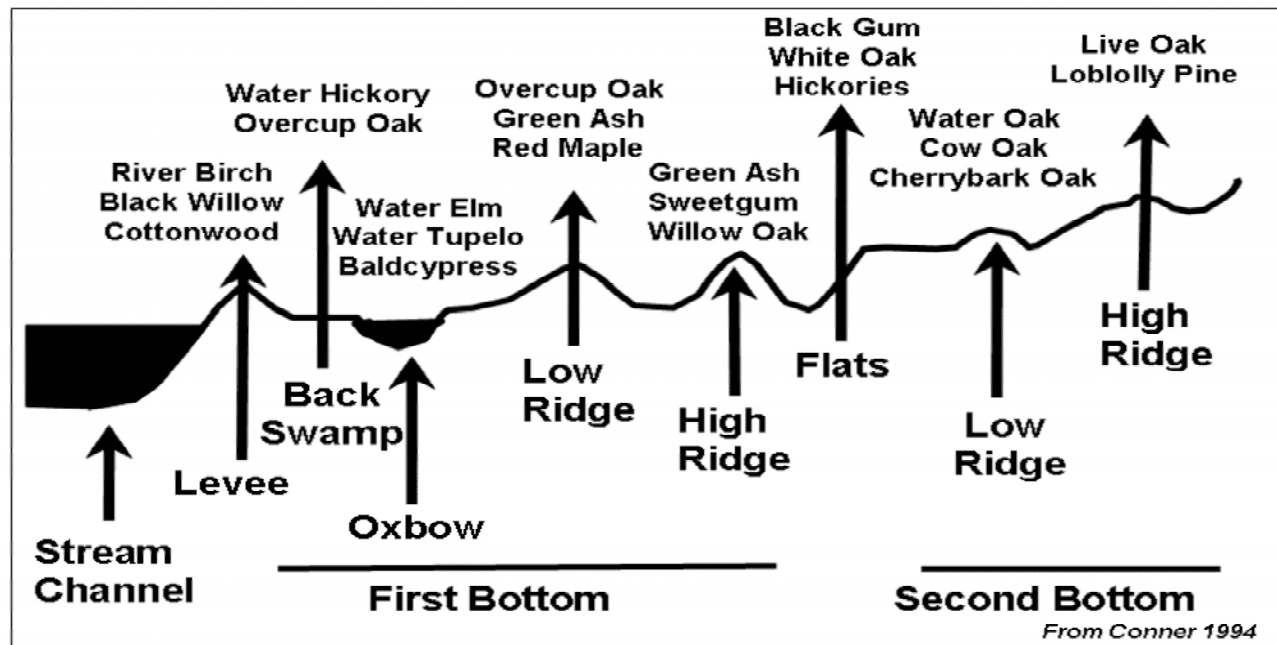 Water Hickory
Overcup Oak
River Birch
Black Willow
Cottonwood
Water Elm
Water Tupelo
Baldcypress
Overcup Oak
Green Ash
Red Maple
Green Ash
Sweetgum
Willow Oak
Black Gum
White Oak
Hickories
Water Oak
Cow Oak
Cherrybark Oak
Live Oak
Loblolly Pine
Stream
Channel
Levee
Back
Swamp
Oxbow
Low
Ridge
High
Ridge
Flats
Low
Ridge
High
Ridge
First Bottom
Second Bottom
From Conner 1994